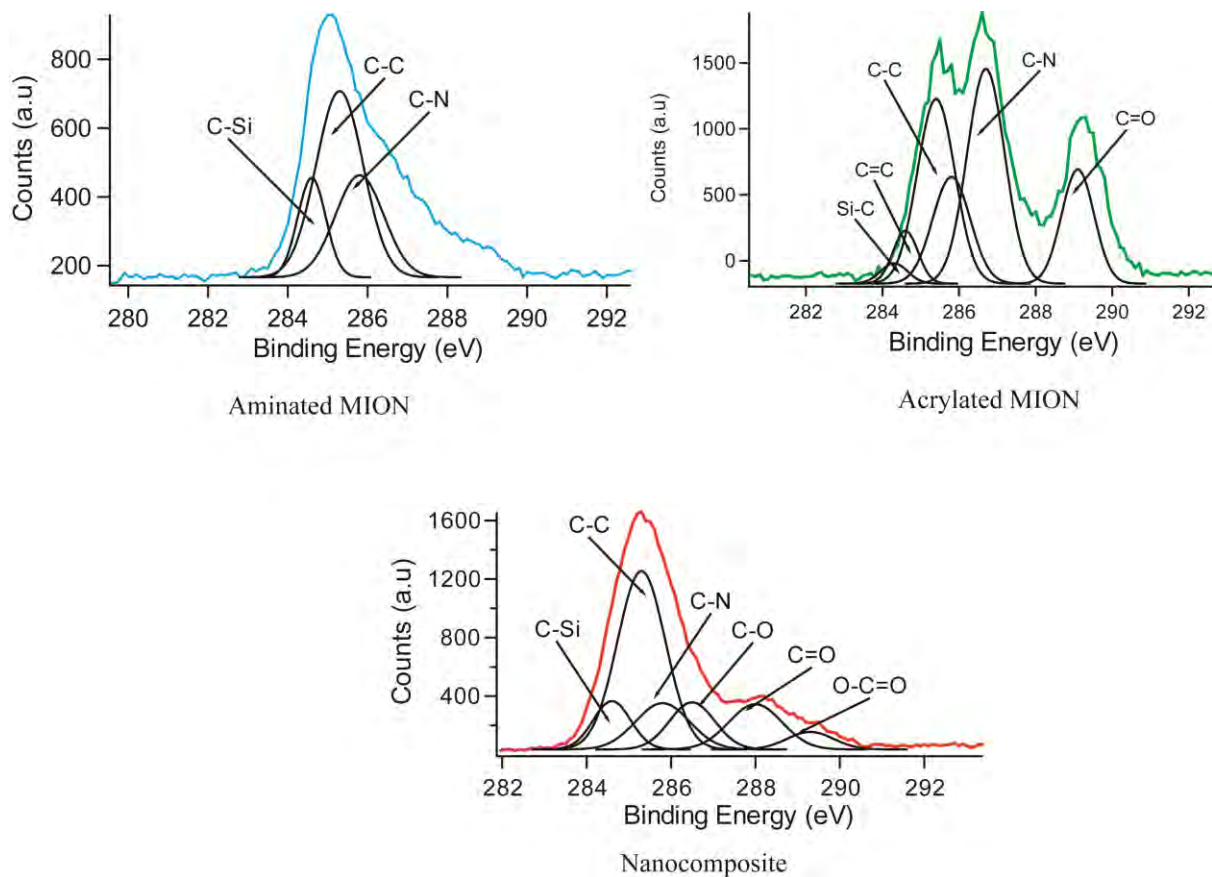 800
600
400
200
Counts (a.u)
C-Si
C-C
C-N
280 282 284 286 288 290 292
Binding Energy (eV)
Aminated MION
1500
1000
500
0
Counts (a.u)
C-C
C=C
Si-C
C-N
C=O
282 284 286 288 290 292
Binding Energy (eV)
Acrylated MION
1600
1200
800
400
Counts (a.u)
C-C
C-Si
C-N
C-O
C=O
O-C=O
282 284 286 288 290 292
Binding Energy (eV)
Nanocomposite